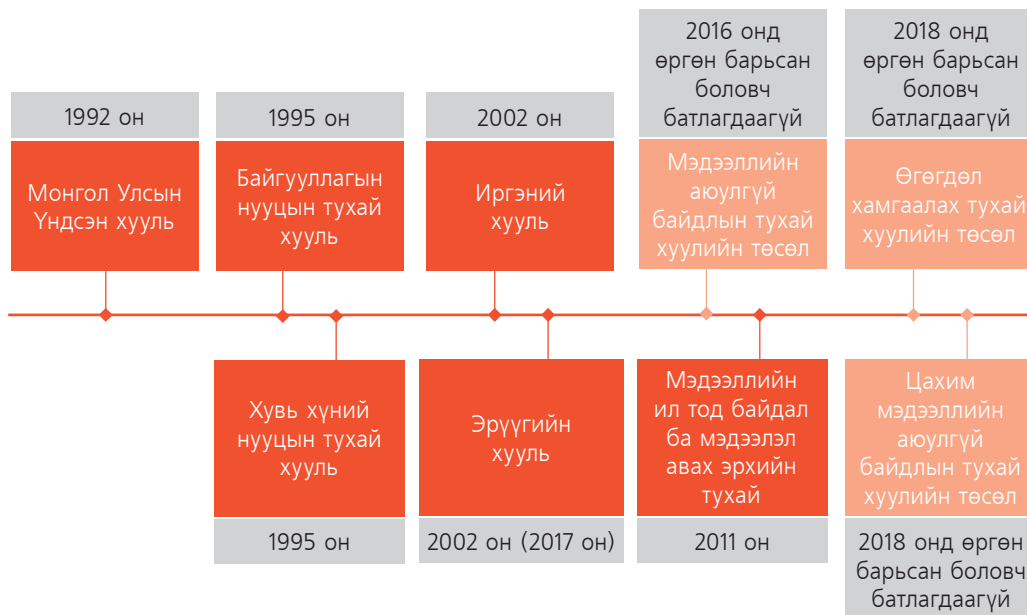 1992 он
Монгол Улсын
Үндсэн хууль
1995 он
Байгууллагын
нууцын тухай
хууль
2002 он
Иргэний
хууль
2016 онд
өргөн барьсан
боловч
батлагдаагүй
Мэдээллийн
аюулгүй
байдлын тухай
хуулийн төсөл
2018 онд
өргөн барьсан
боловч
батлагдаагүй
Өгөгдөл
хамгаалах тухай
хуулийн төсөл
Хувь хүний
нууцын тухай
хууль
1995 он
Эрүүгийн
хууль
2002 он (2017 он)
Мэдээллийн
ил тод байдал
ба мэдээлэл
авах эрхийн
тухай
2011 он
Цахим
мэдээллийн
аюулгүй
байдлын тухай
хуулийн төсөл
2018 онд өргөн
барьсан боловч
батлагдаагүй